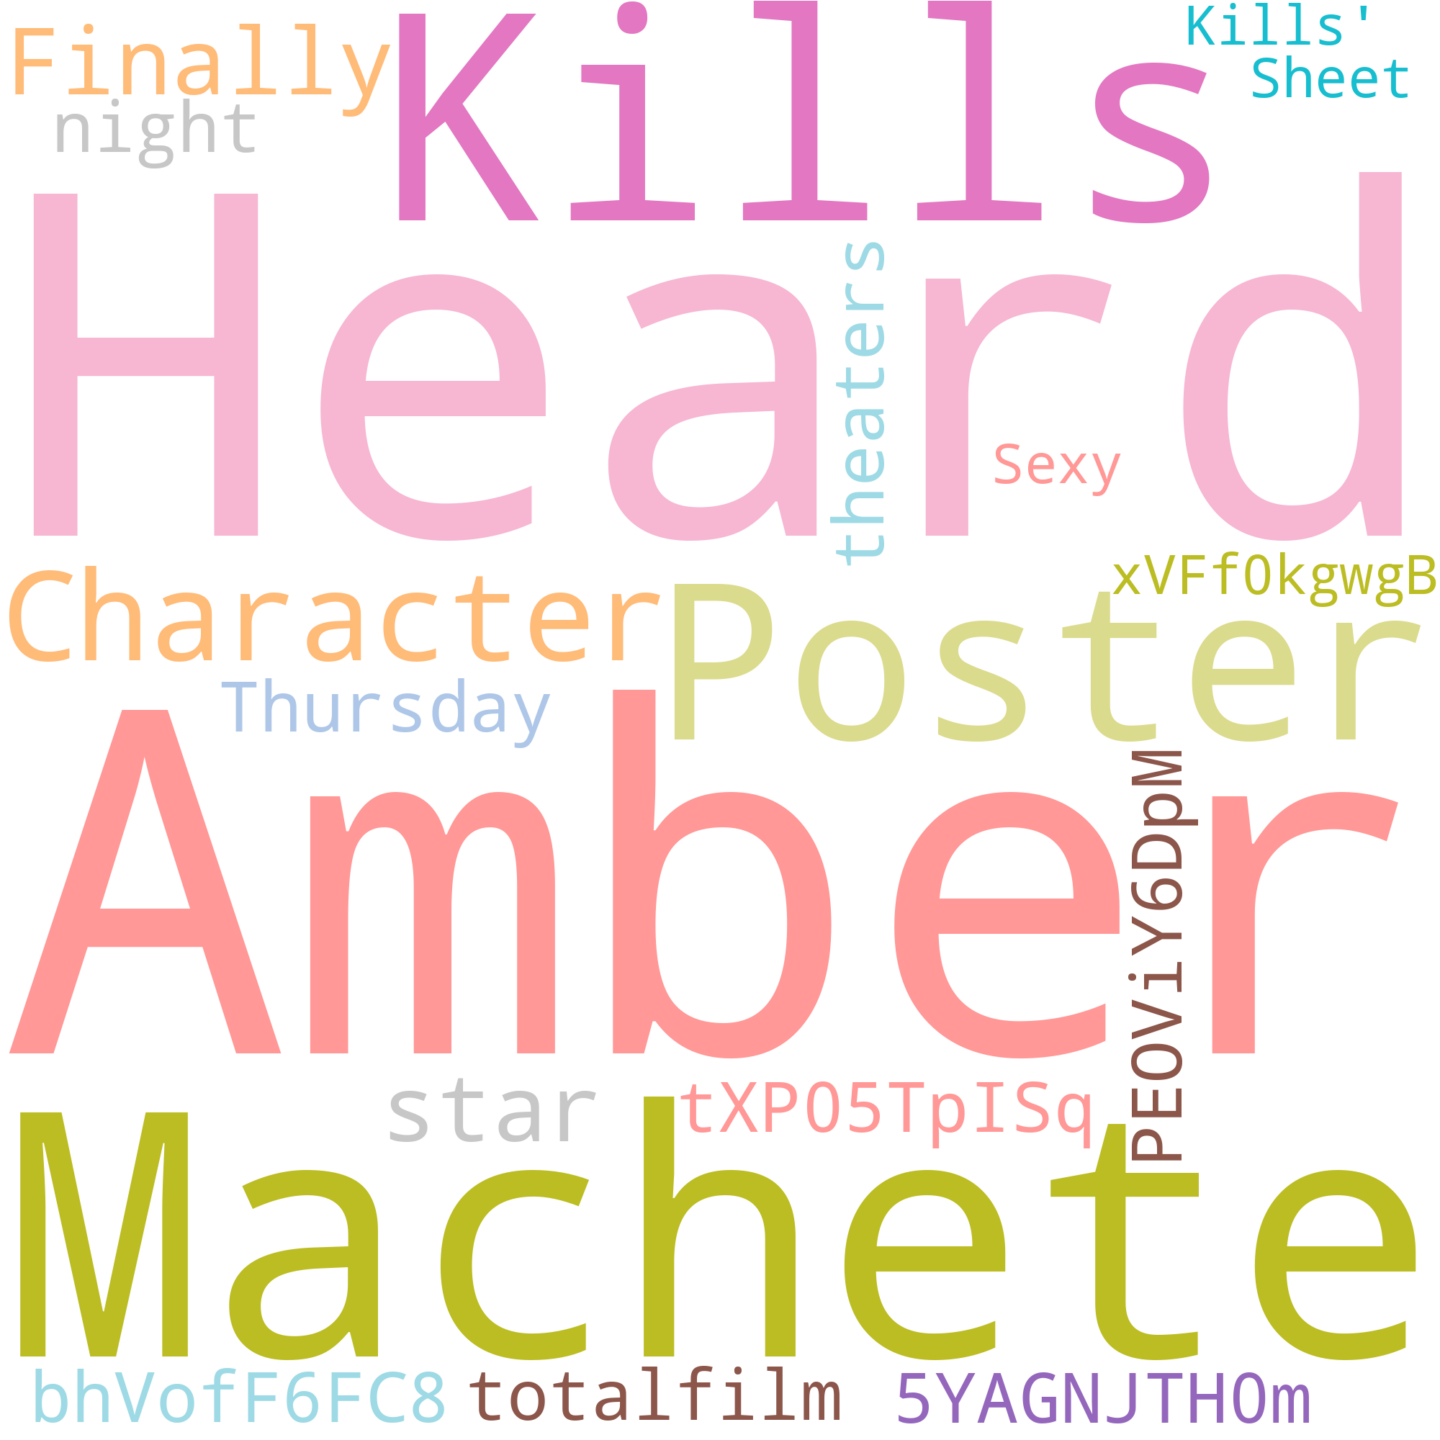 Finally
Kills
Kills'
Sheet
night
Heard
theaters
Sexy
Character
Poster
xVFf0kgwgB
Thursday
Amber
PEOViY6DpM
star
tXP05TpISq
Machete
bhVofF6FC8
totalfilm
5YAGNJTH0m